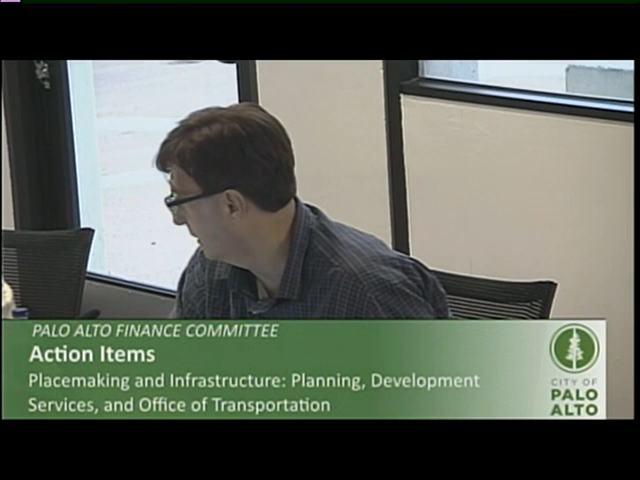 PALO ALTO FINANCE COMMITTEE
Action Items
Placemaking and Infrastructure: Planning, Development
Services, and Office of Transportation
CITY OF
PALO
ALTO